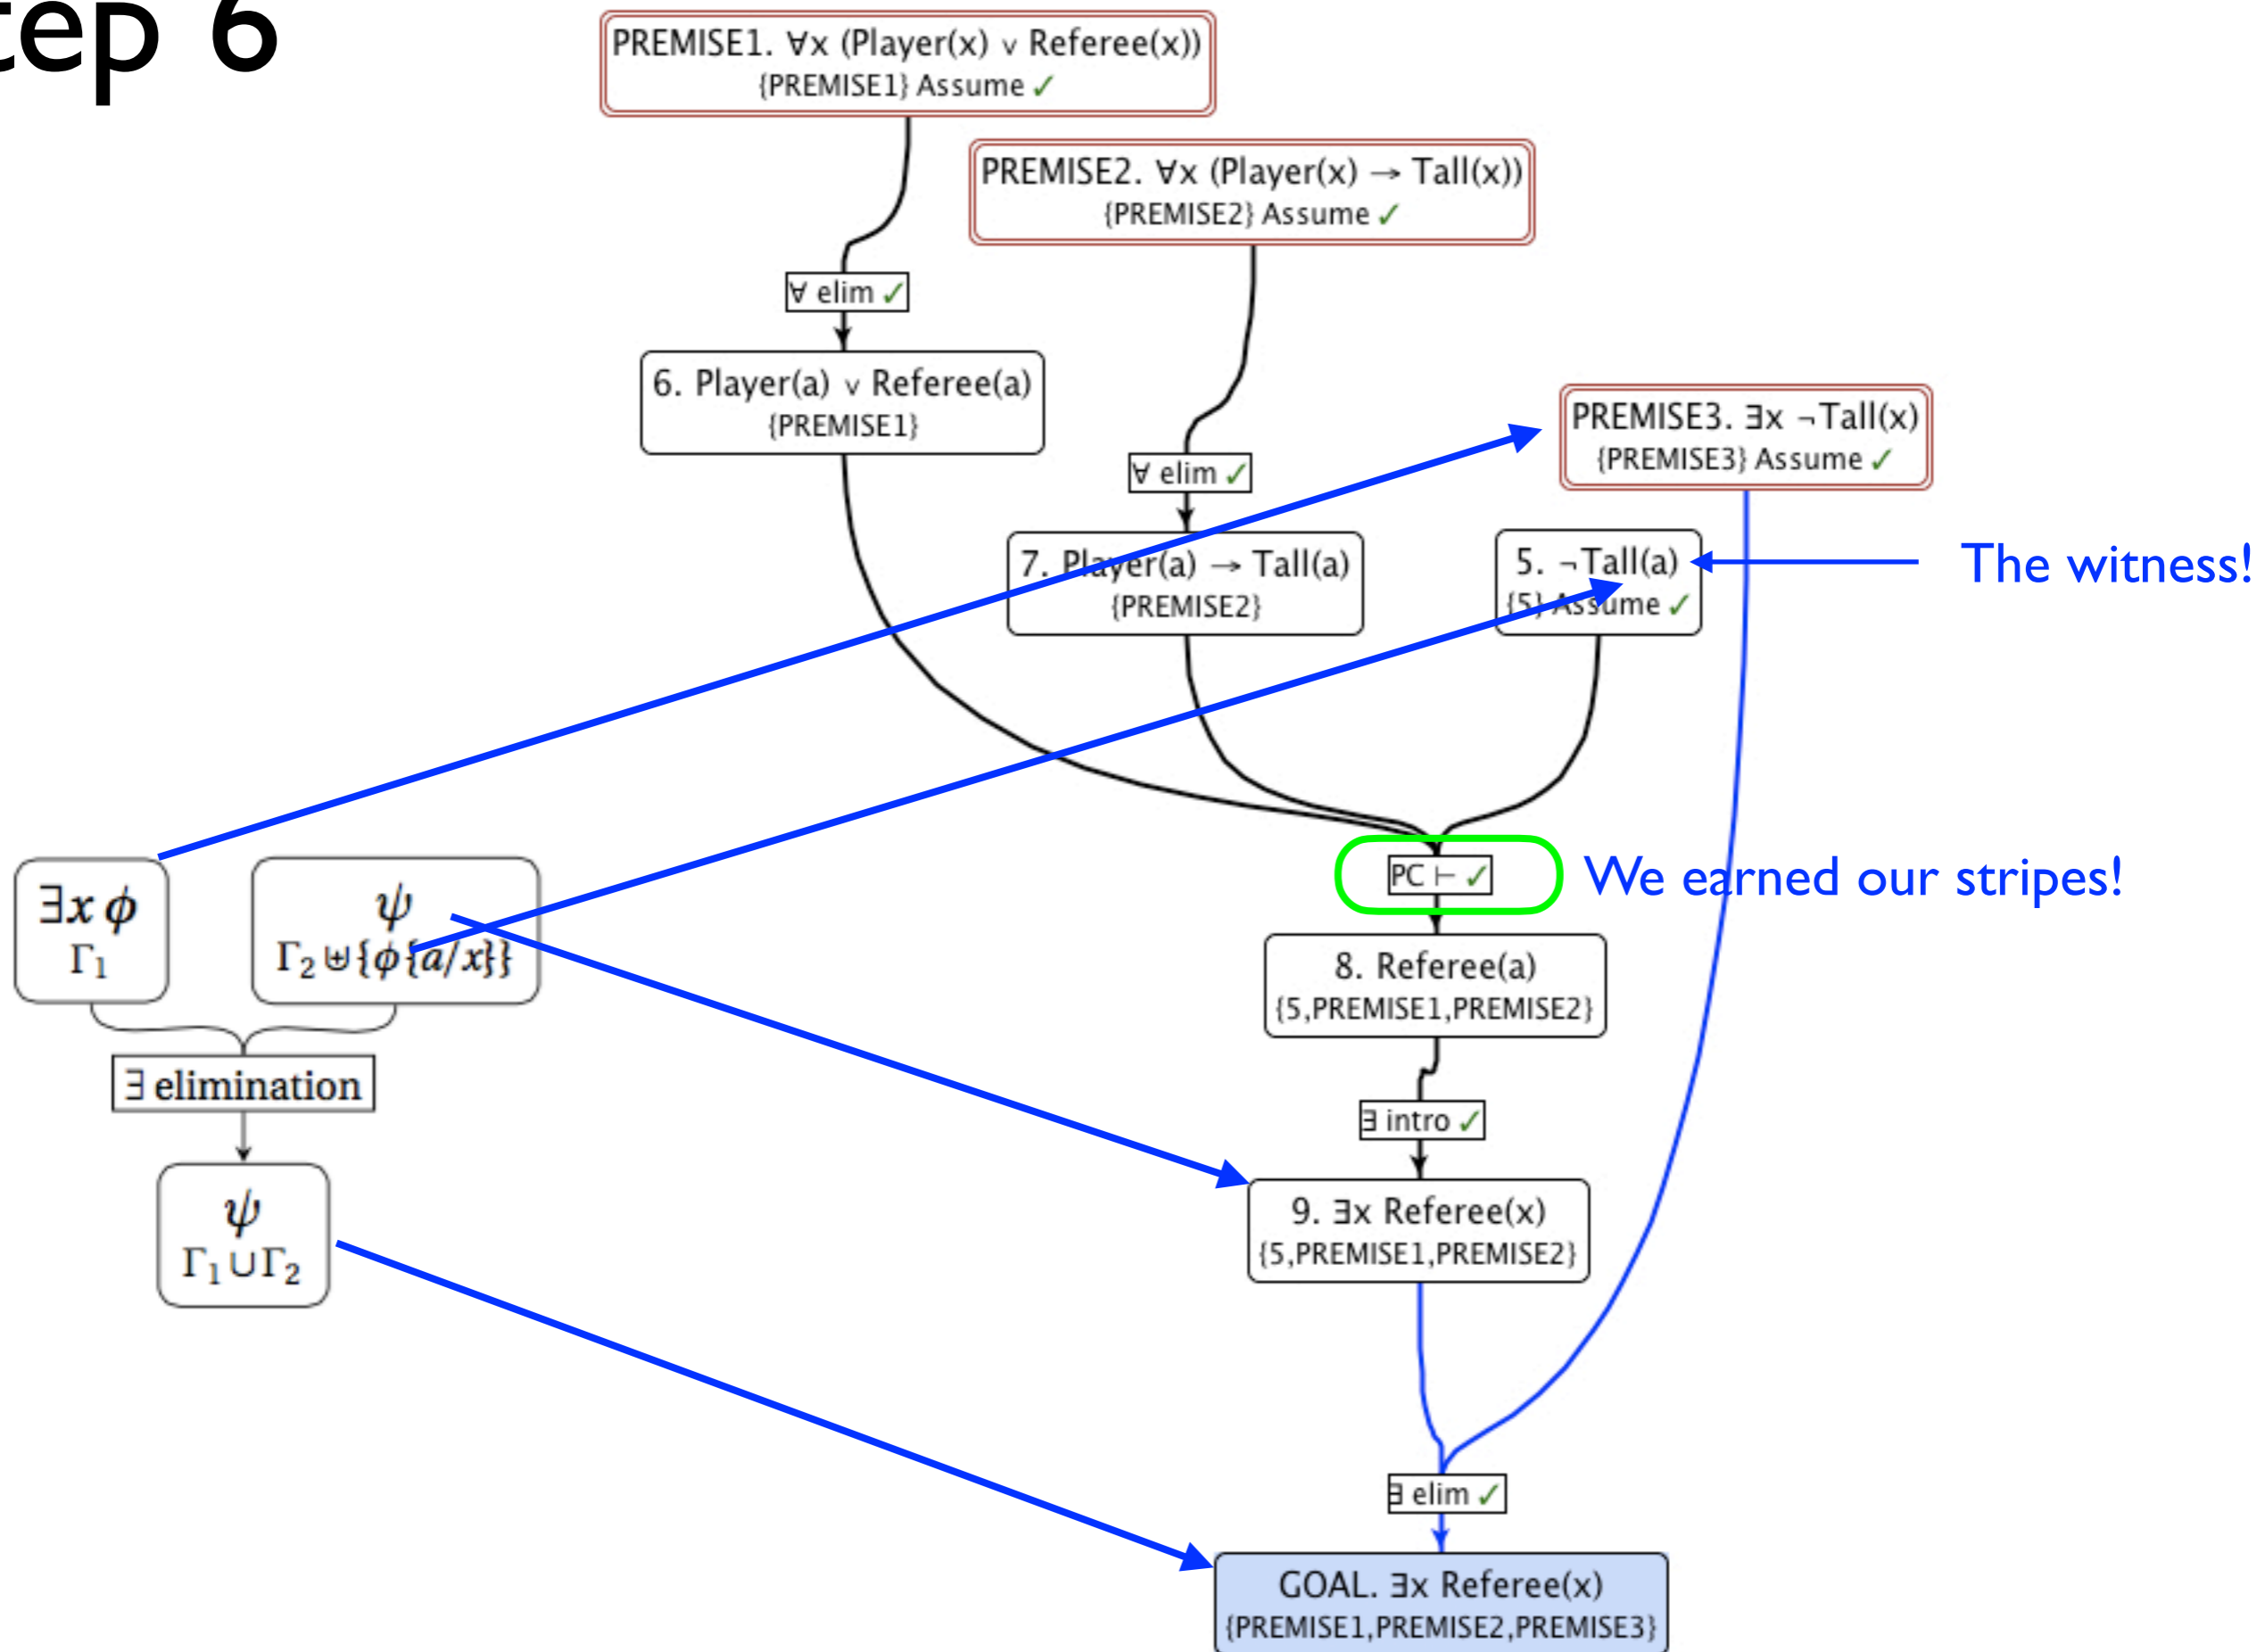 tep 6
PREMISE1. ∀x (Player(x) ∨ Referee(x))
{PREMISE1} Assume ✓
PREMISE2. ∀x (Player(x) → Tall(x))
{PREMISE2} Assume ✓
∀ elim ✓
6. Player(a) ∨ Referee(a)
{PREMISE1}
PREMISE3. ∃x ¬Tall(x)
{PREMISE3} Assume ✓
∀ elim ✓
7. Player(a) → Tall(a)
{PREMISE2}
5. ¬Tall(a)
{5} Assume ✓
The witness!
PC ⊢ ✓
We earned our stripes!
∃x ϕ
Γ1
ψ
Γ2 ⊎ {ϕ{a/x}}
8. Referee(a)
{5,PREMISE1,PREMISE2}
∃ elimination
∃ intro ✓
ψ
Γ1 ∪ Γ2
9. ∃x Referee(x)
{5,PREMISE1,PREMISE2}
∃ elim ✓
GOAL. ∃x Referee(x)
{PREMISE1,PREMISE2,PREMISE3}